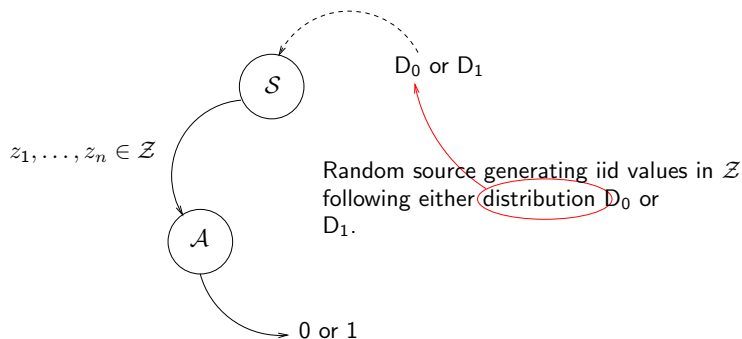 D₀ or D₁
𝒮
z₁, . . . , zₙ ∈ 𝒵
Random source generating iid values in 𝒵
following either distribution D₀ or
D₁.
𝒜
0 or 1